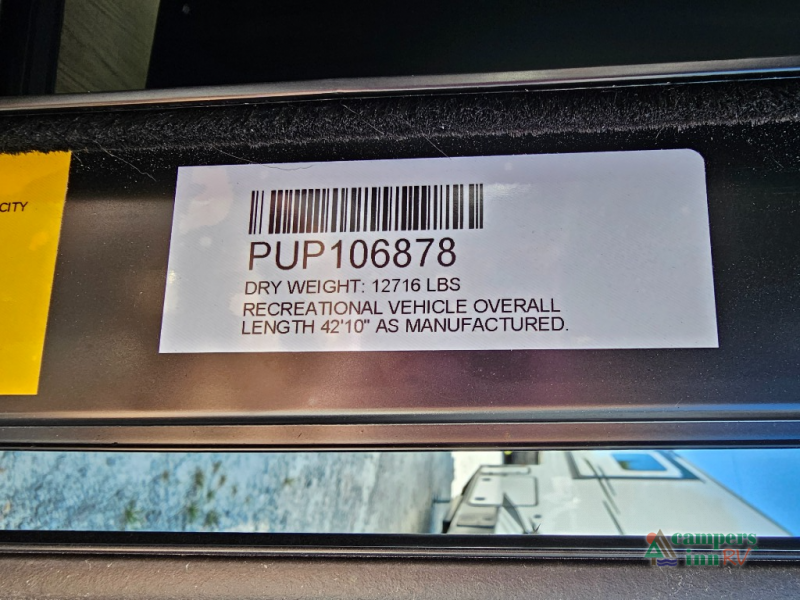 CITY
PUP106878
DRY WEIGHT: 12716 LBS
RECREATIONAL VEHICLE OVERALL
LENGTH 42'10" AS MANUFACTURED.
campers
inn RV